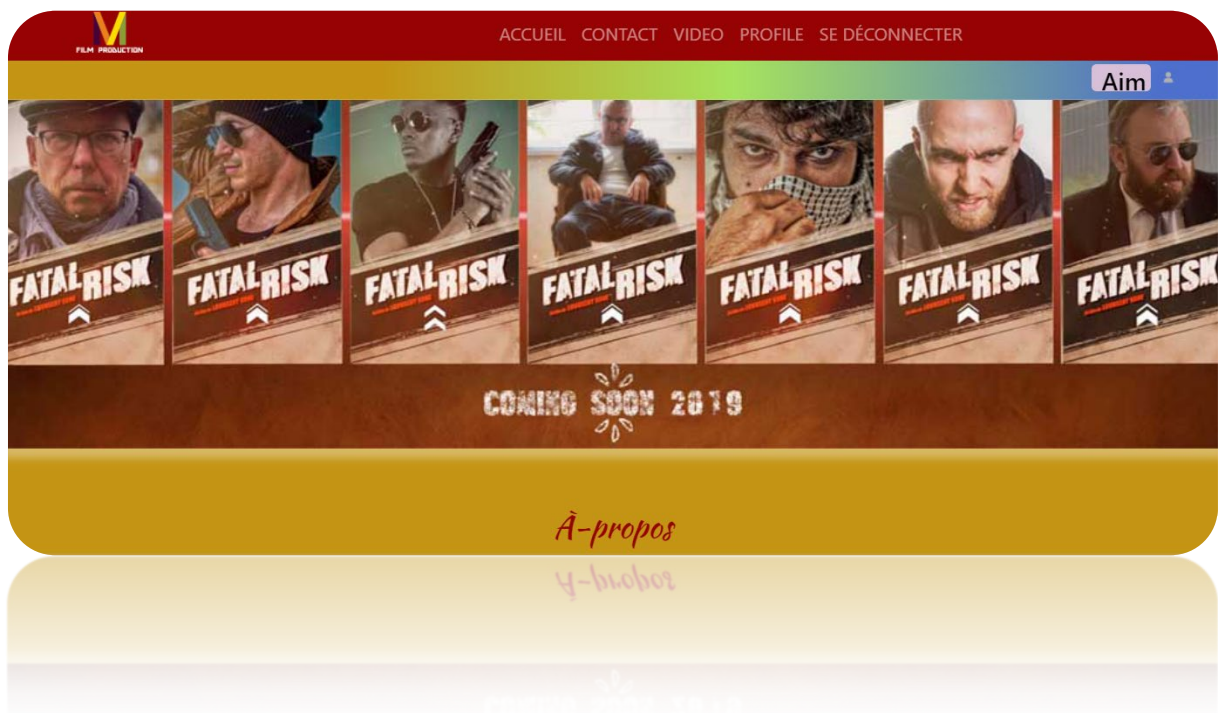 FILM PRODUCTION
ACCUEIL CONTACT VIDEO PROFILE SE DÉCONNECTER
Aim
FATAL RISK FATAL RISK FATAL RISK FATAL RISK FATAL RISK FATAL RISK FATAL RISK
COMING SOON 2019
À-propos
À-propos